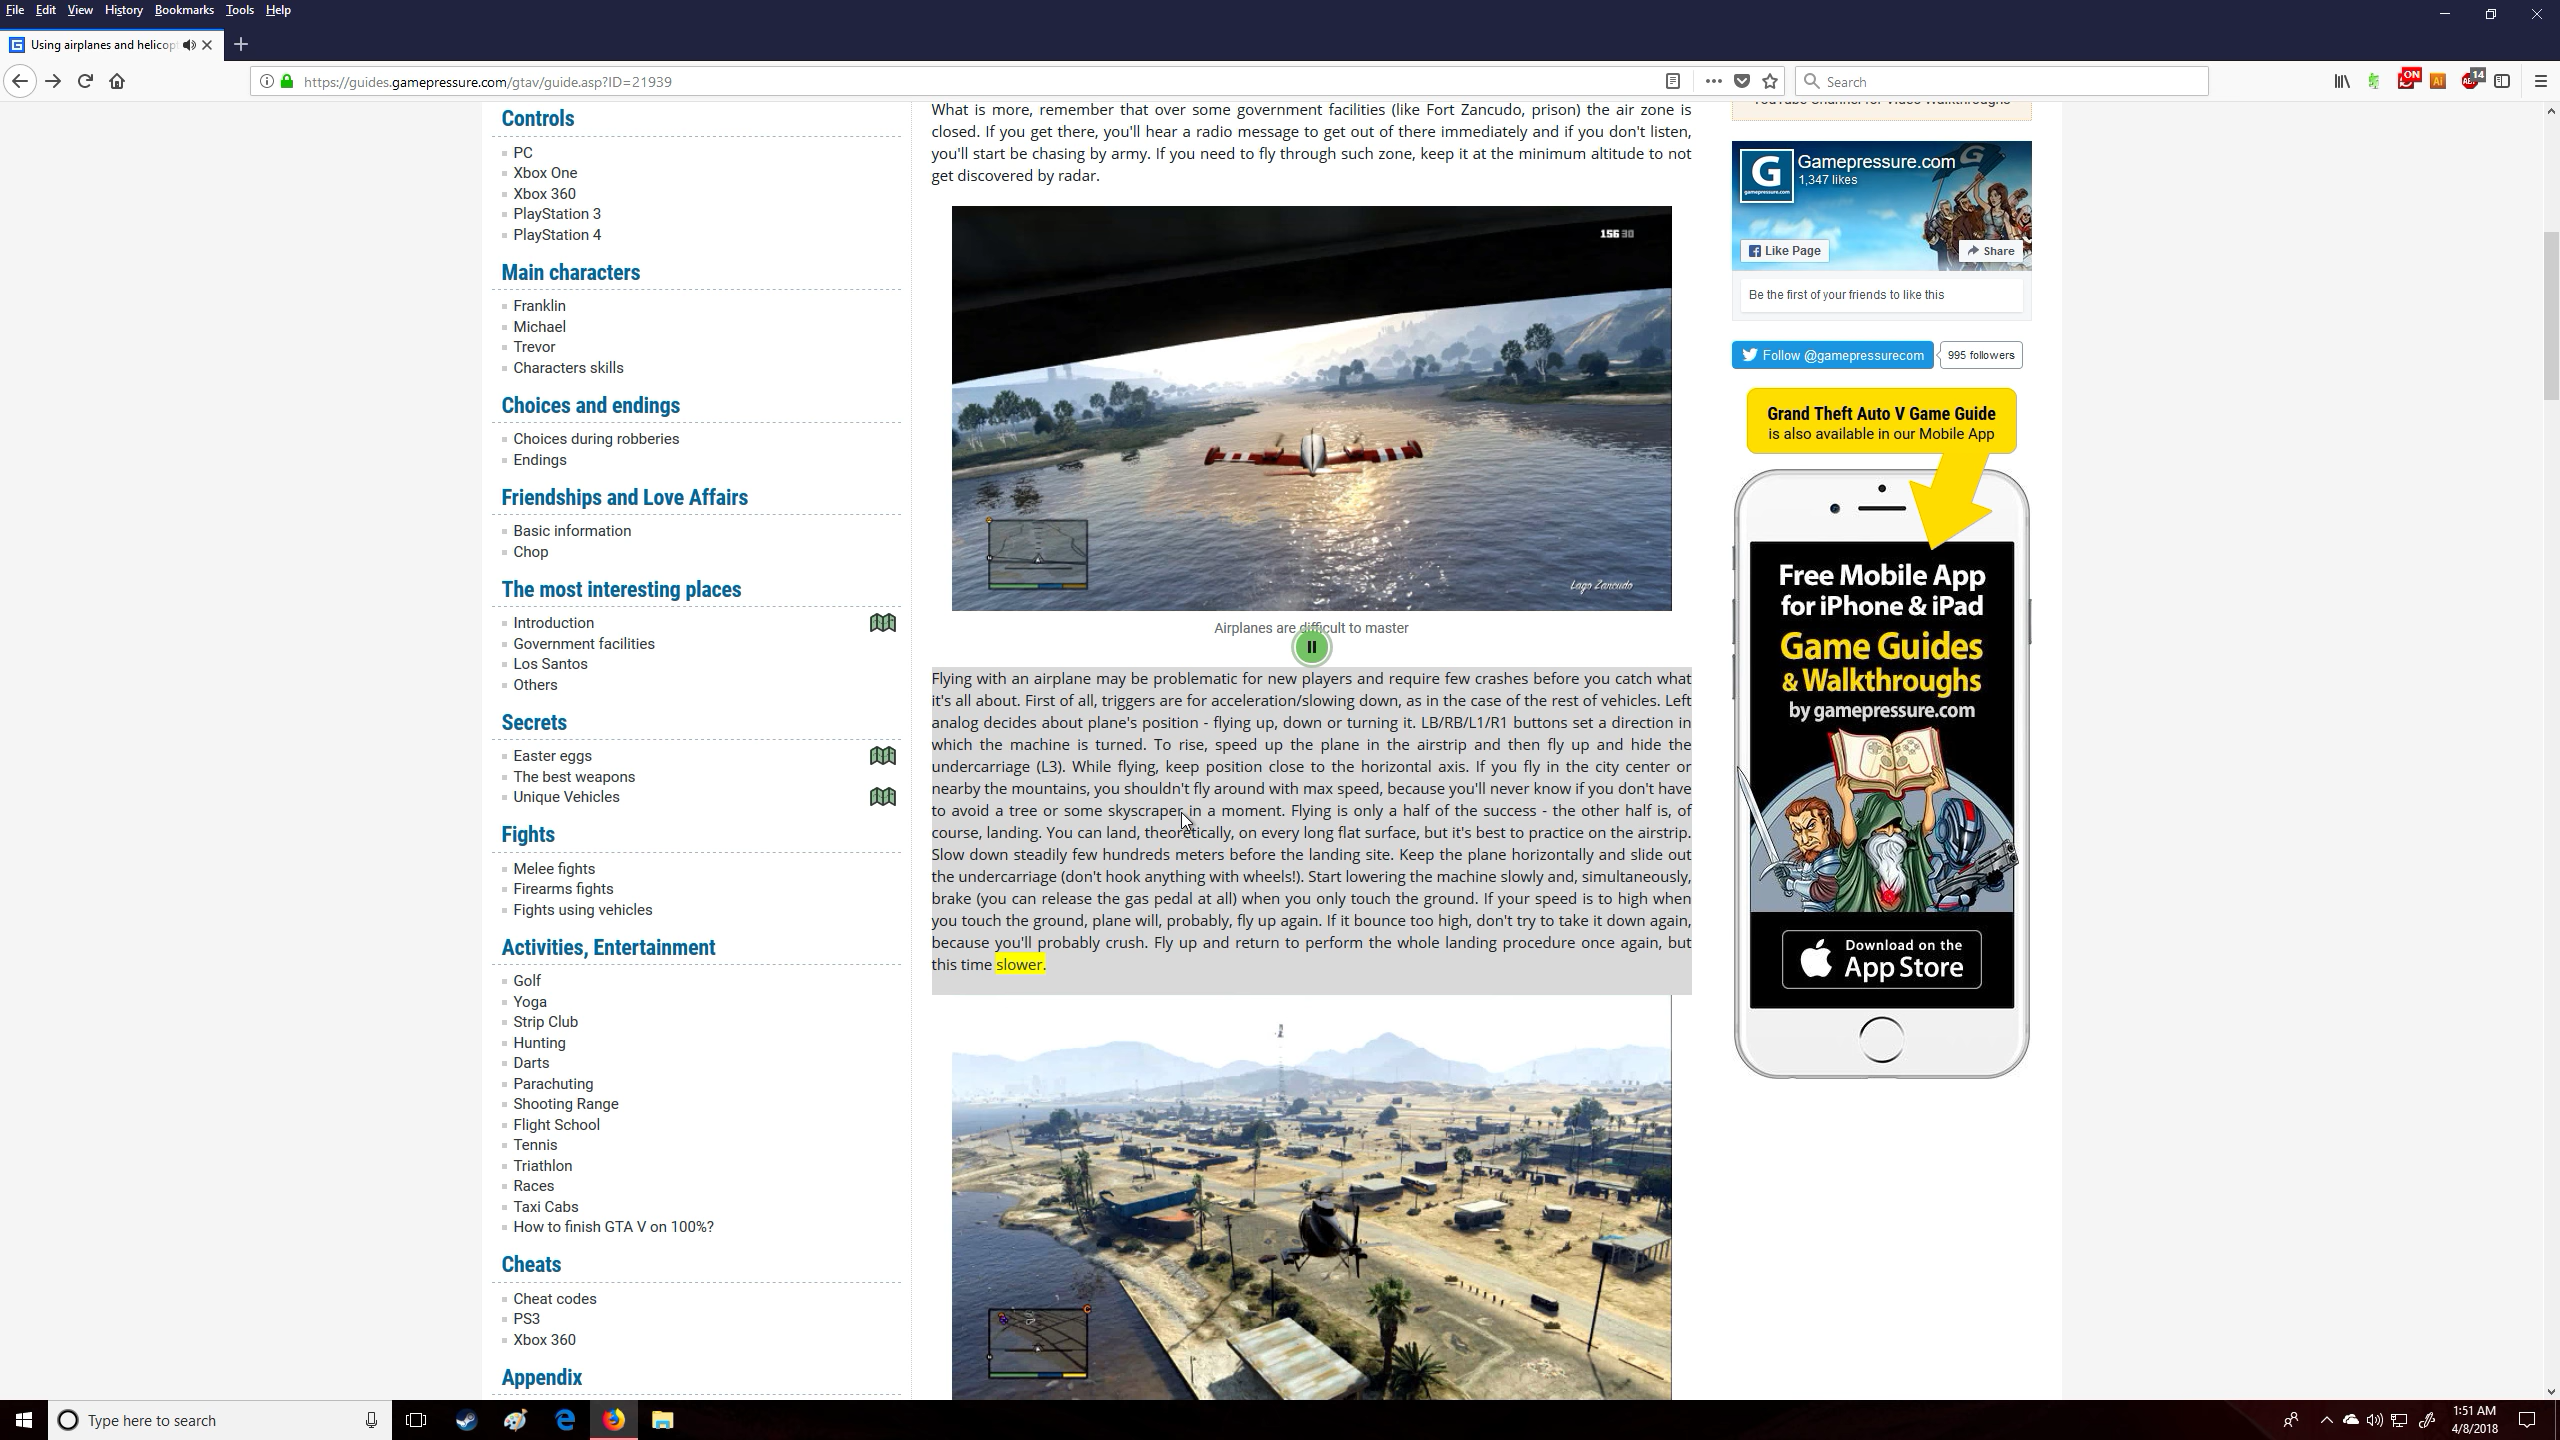 File Edit View History Bookmarks Tools Help
Using airplanes and helicopt
https://guides.gamepressure.com/gtav/guide.asp?ID=21939
Search
ON
14
Controls
PC
Xbox One
Xbox 360
PlayStation 3
PlayStation 4
Main characters
Franklin
Michael
Trevor
Characters skills
Choices and endings
Choices during robberies
Endings
Friendships and Love Affairs
Basic information
Chop
The most interesting places
Introduction
Government facilities
Los Santos
Others
Secrets
Easter eggs
The best weapons
Unique Vehicles
Fights
Melee fights
Firearms fights
Fights using vehicles
Activities, Entertainment
Golf
Yoga
Strip Club
Hunting
Darts
Parachuting
Shooting Range
Flight School
Tennis
Triathlon
Races
Taxi Cabs
How to finish GTA V on 100%?
Cheats
Cheat codes
PS3
Xbox 360
Appendix
What is more, remember that over some government facilities (like Fort Zancudo, prison) the air zone is
closed. If you get there, you'll hear a radio message to get out of there immediately and if you don't listen,
you'll start be chasing by army. If you need to fly through such zone, keep it at the minimum altitude to not
get discovered by radar.
156 30
Lago Zancudo
Airplanes are difficult to master
Flying with an airplane may be problematic for new players and require few crashes before you catch what
it's all about. First of all, triggers are for acceleration/slowing down, as in the case of the rest of vehicles. Left
analog decides about plane's position - flying up, down or turning it. LB/RB/L1/R1 buttons set a direction in
which the machine is turned. To rise, speed up the plane in the airstrip and then fly up and hide the
undercarriage (L3). While flying, keep position close to the horizontal axis. If you fly in the city center or
nearby the mountains, you shouldn't fly around with max speed, because you'll never know if you don't have
to avoid a tree or some skyscraper in a moment. Flying is only a half of the success - the other half is, of
course, landing. You can land, theoretically, on every long flat surface, but it's best to practice on the airstrip.
Slow down steadily few hundreds meters before the landing site. Keep the plane horizontally and slide out
the undercarriage (don't hook anything with wheels!). Start lowering the machine slowly and, simultaneously,
brake (you can release the gas pedal at all) when you only touch the ground. If your speed is to high when
you touch the ground, plane will, probably, fly up again. If it bounce too high, don't try to take it down again,
because you'll probably crush. Fly up and return to perform the whole landing procedure once again, but
this time slower.
YouTube Channel for Video Walkthroughs
G
gamepressure.com
Gamepressure.com
1,347 likes
Like Page
Share
Be the first of your friends to like this
Follow @gamepressurecom
995 followers
Grand Theft Auto V Game Guide
is also available in our Mobile App
Free Mobile App
for iPhone & iPad
Game Guides
& Walkthroughs
by gamepressure.com
Download on the
App Store
Type here to search
1:51 AM
4/8/2018